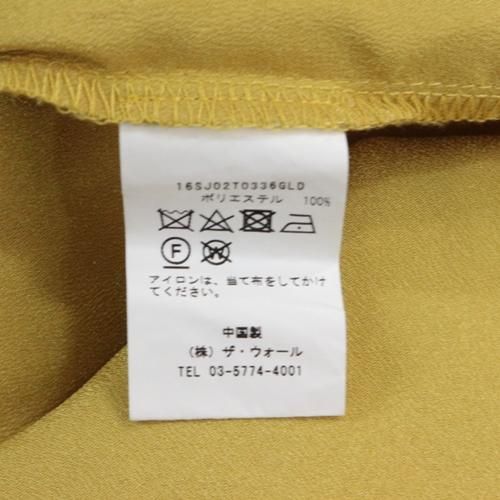 16SJ02T0336GLD
ポリエステル 100%
F W
アイロンは、当て布をしてかけ
てください。
中国製
(株) ザ・ウォール
TEL 03-5774-4001